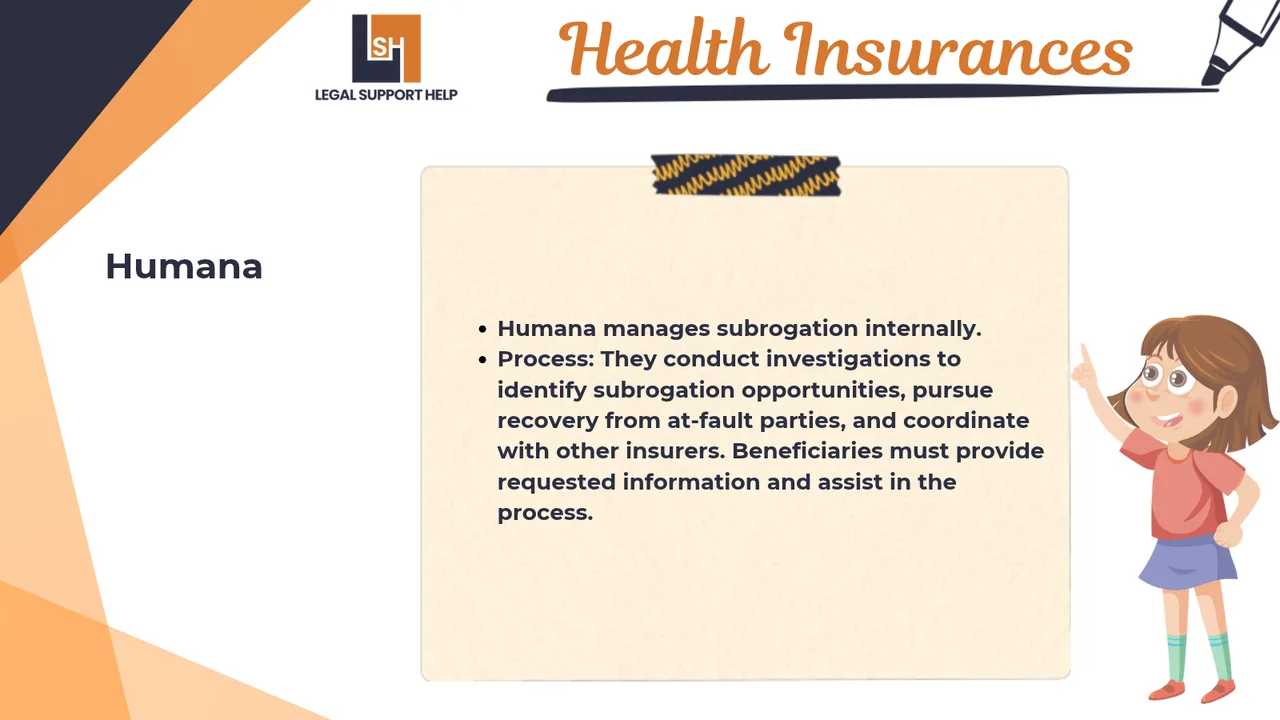 SH
LEGAL SUPPORT HELP
Health Insurances
Humana
• Humana manages subrogation internally.
• Process: They conduct investigations to
identify subrogation opportunities, pursue
recovery from at-fault parties, and coordinate
with other insurers. Beneficiaries must provide
requested information and assist in the
process.